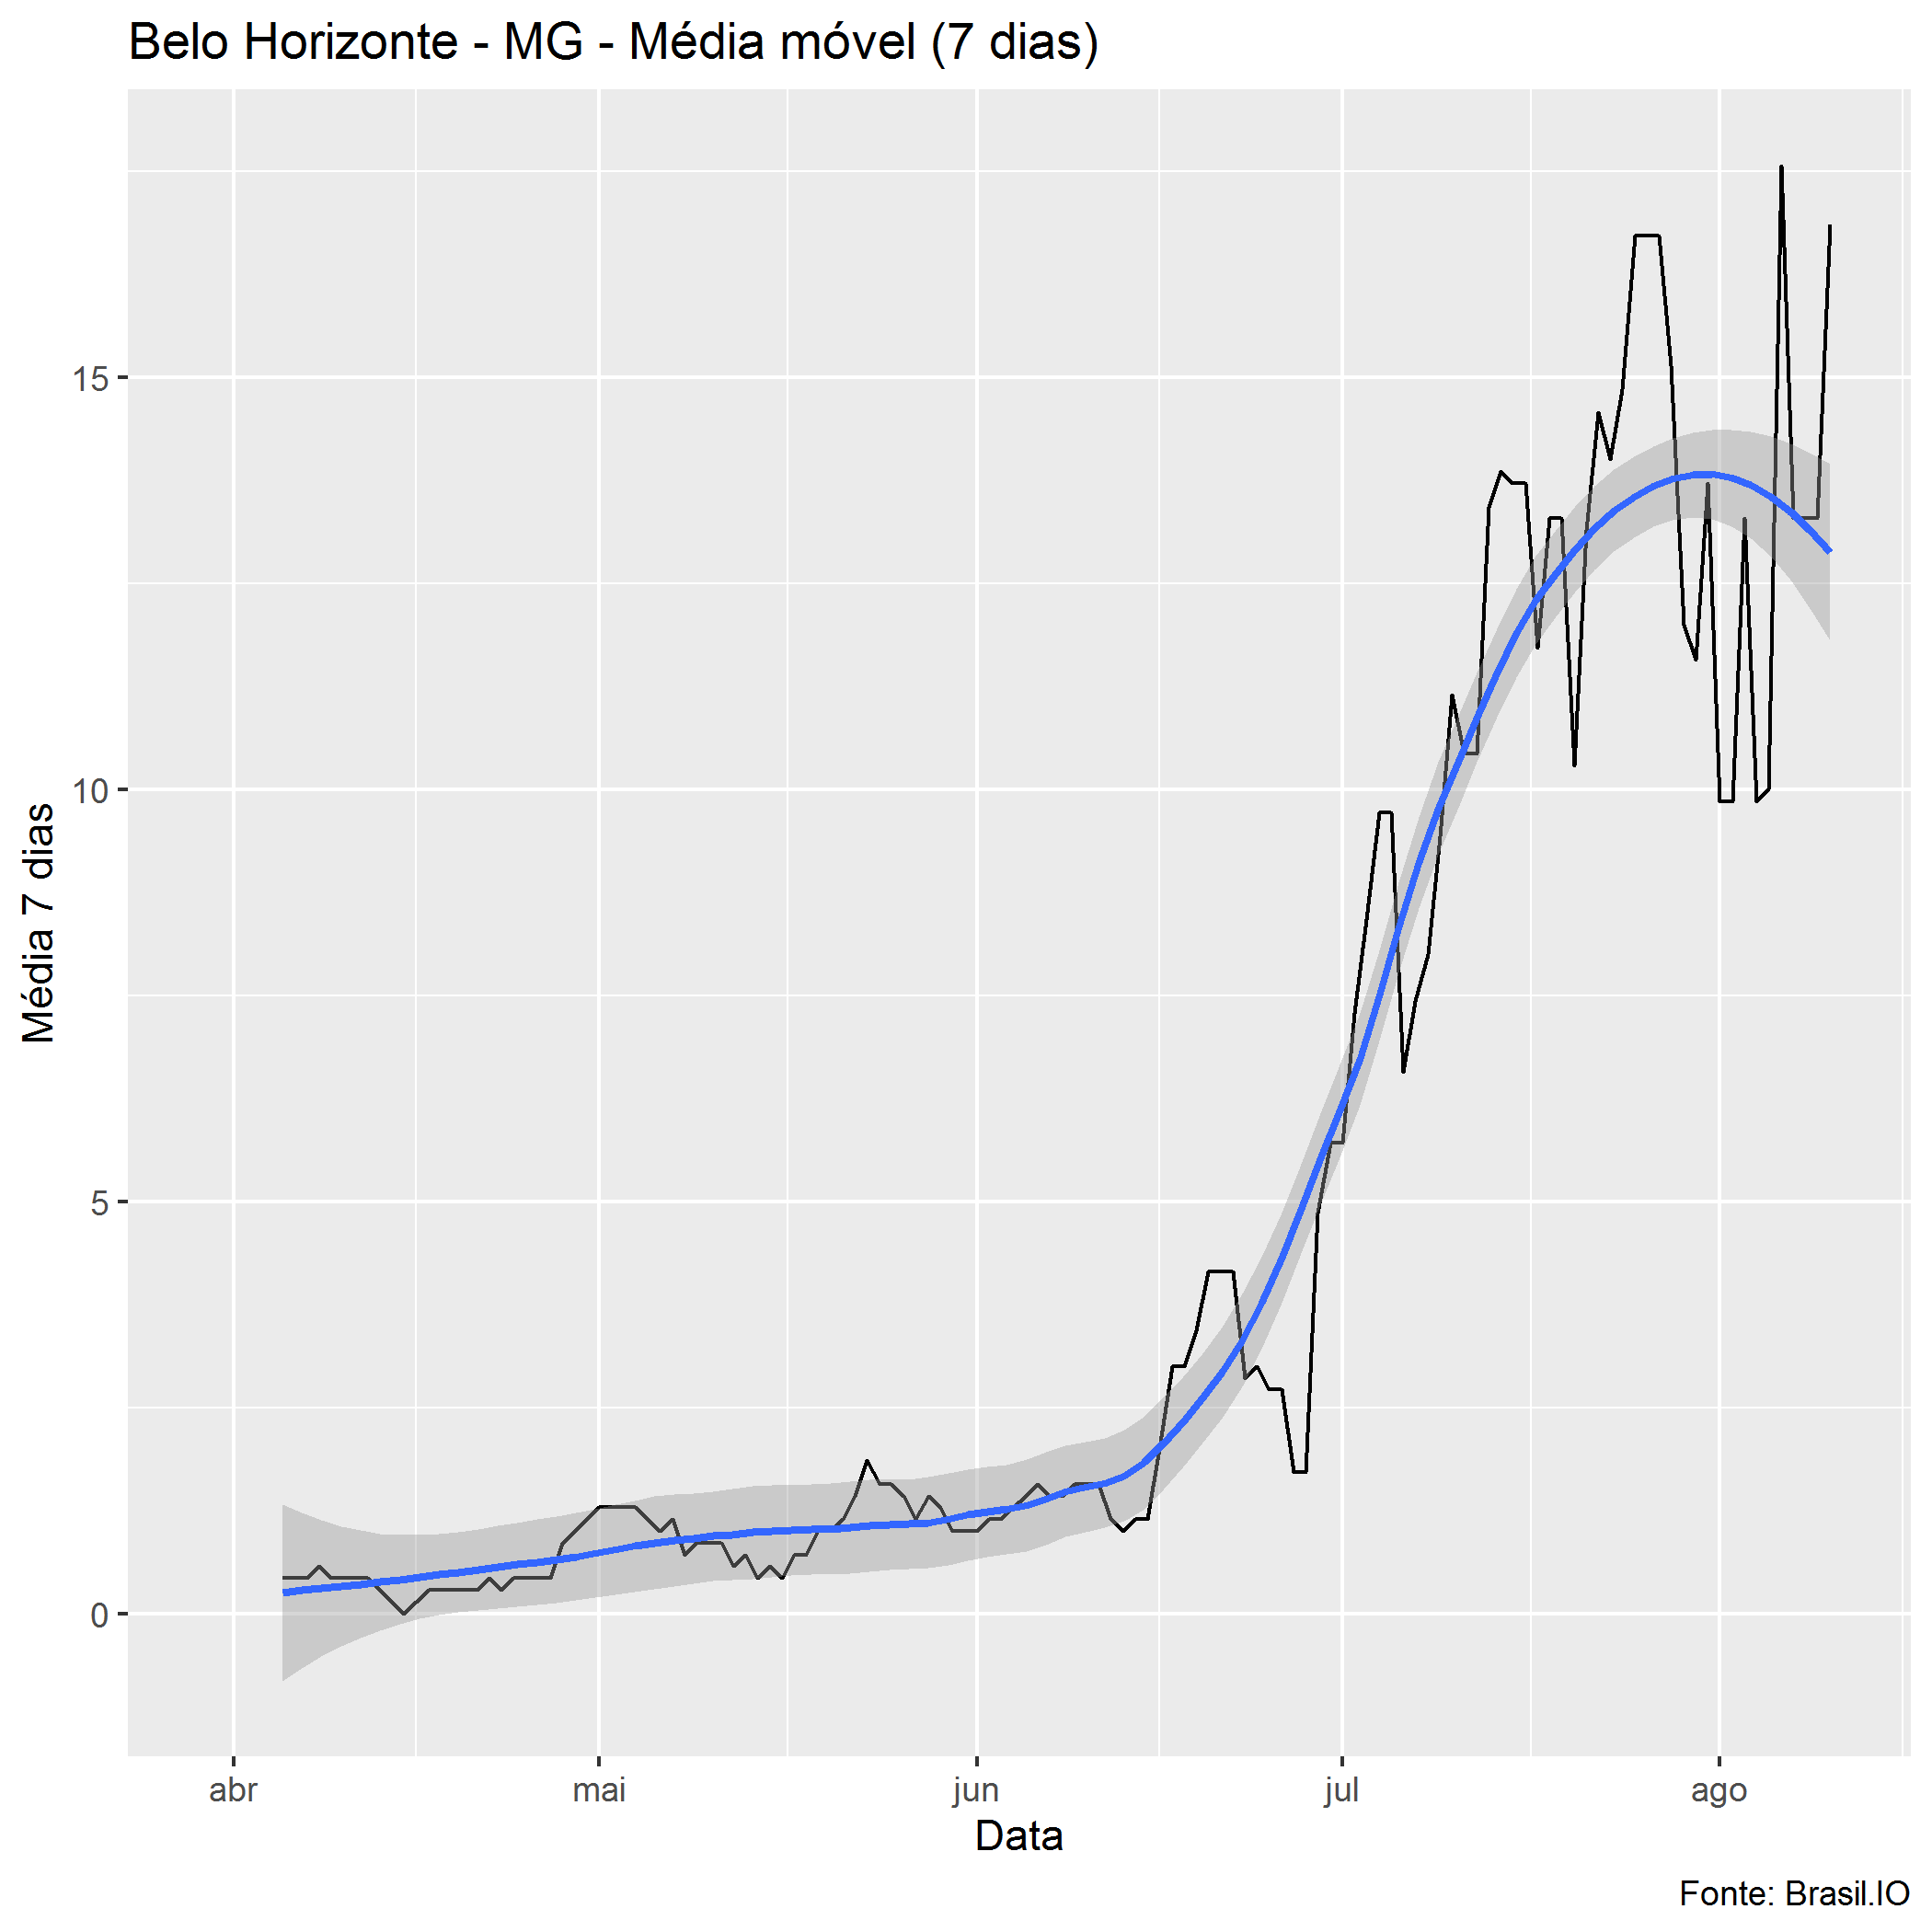 Belo Horizonte - MG - Média móvel (7 dias)
Média 7 dias
15
10
5
0
abr mai jun jul ago
Data
Fonte: Brasil.IO